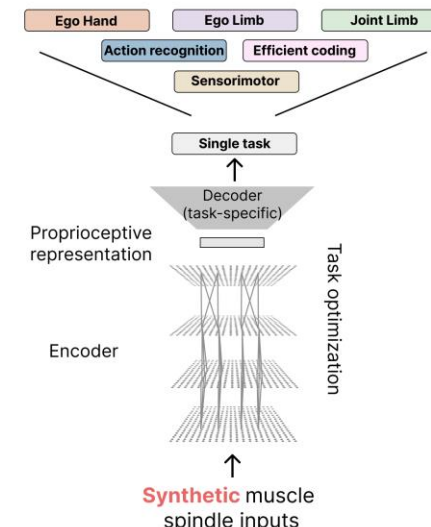 Ego Hand
Ego Limb
Joint Limb
Action recognition
Efficient coding
Sensorimotor
Single task
Decoder
(task-specific)
Proprioceptive
representation
Task optimization
Encoder
Synthetic muscle
spindle inputs